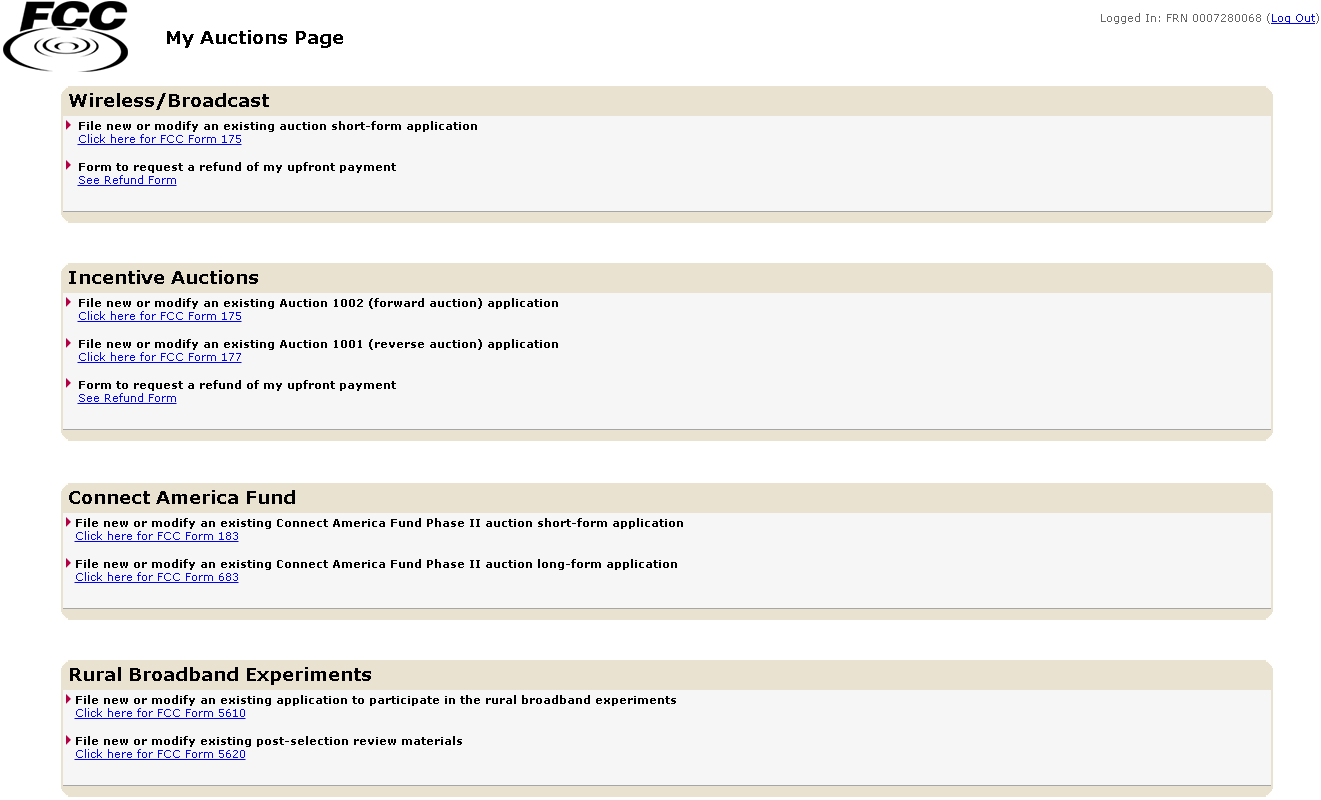 FCC
My Auctions Page
Logged In: FRN 0007280068 (Log Out)
Wireless/Broadcast
File new or modify an existing auction short-form application
Click here for FCC Form 175
Form to request a refund of my upfront payment
See Refund Form
Incentive Auctions
File new or modify an existing Auction 1002 (forward auction) application
Click here for FCC Form 175
File new or modify an existing Auction 1001 (reverse auction) application
Click here for FCC Form 177
Form to request a refund of my upfront payment
See Refund Form
Connect America Fund
File new or modify an existing Connect America Fund Phase II auction short-form application
Click here for FCC Form 183
File new or modify an existing Connect America Fund Phase II auction long-form application
Click here for FCC Form 683
Rural Broadband Experiments
File new or modify an existing application to participate in the rural broadband experiments
Click here for FCC Form 5610
File new or modify existing post-selection review materials
Click here for FCC Form 5620